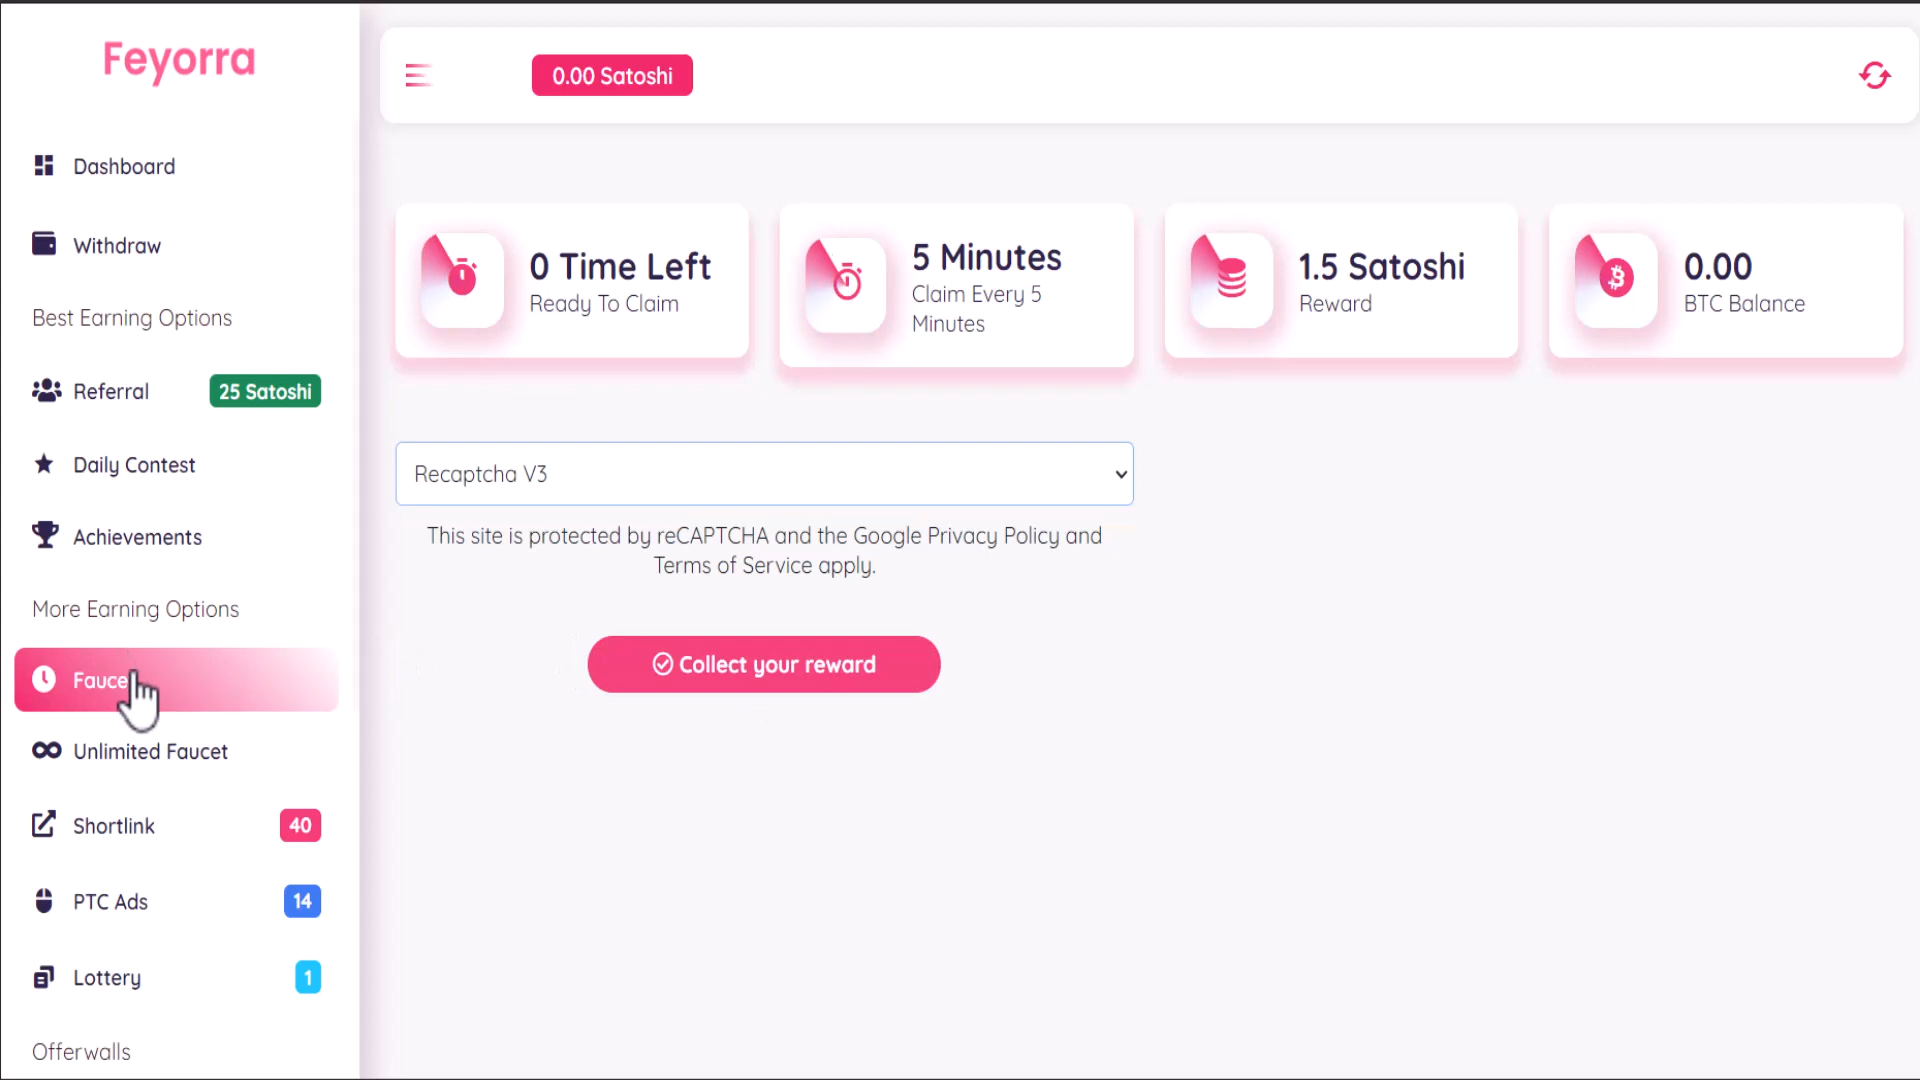 Feyorra
0.00 Satoshi
Dashboard
Withdraw
Best Earning Options
Referral
25 Satoshi
Daily Contest
Achievements
More Earning Options
Fauce
Unlimited Faucet
Shortlink
40
PTC Ads
14
Lottery
1
Offerwalls
0 Time Left
Ready To Claim
5 Minutes
Claim Every 5
Minutes
1.5 Satoshi
Reward
0.00
BTC Balance
Recaptcha V3
This site is protected by reCAPTCHA and the Google Privacy Policy and
Terms of Service apply.
Collect your reward